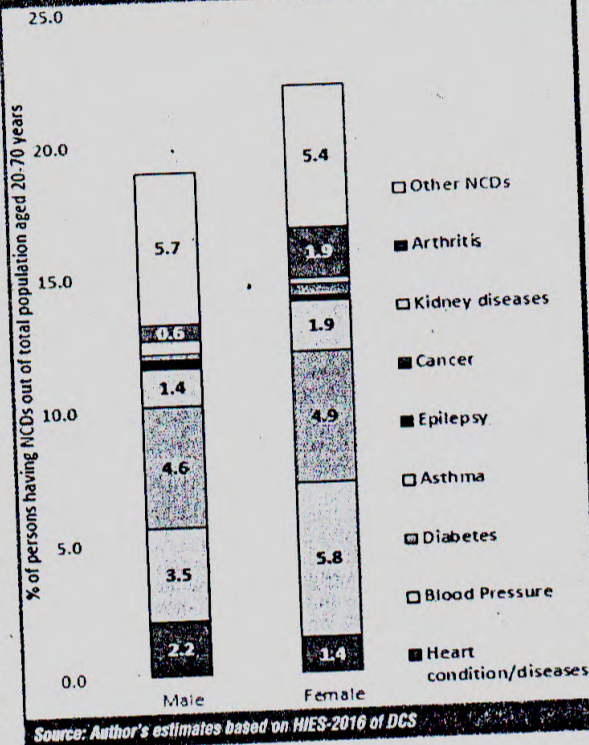 25.0
20.0
15.0
10.0
5.0
0.0
% of persons having NCDs out of total population aged 20-70 years
5.7
0.6
1.4
4.6
3.5
2.2
Male
5.4
1.9
1.9
4.9
5.8
1.4
Female
Other NCDs
Arthritis
Kidney diseases
Cancer
Epilepsy
Asthma
Diabetes
Blood Pressure
Heart
condition/diseases
Source: Author's estimates based on HIES-2016 of DCS